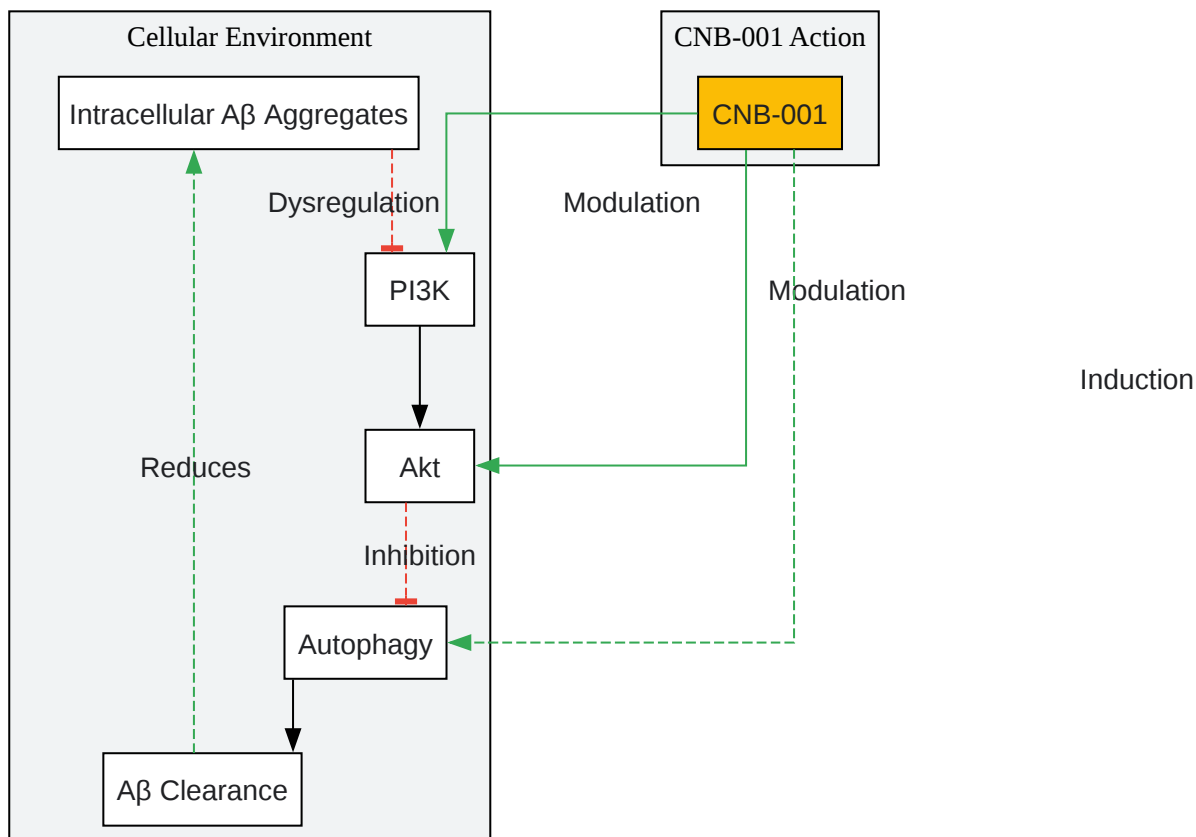 Cellular Environment
CNB-001 Action
Intracellular Aβ Aggregates
CNB-001
Dysregulation
Modulation
PI3K
Modulation
Induction
Akt
Reduces
Inhibition
Autophagy
Aβ Clearance